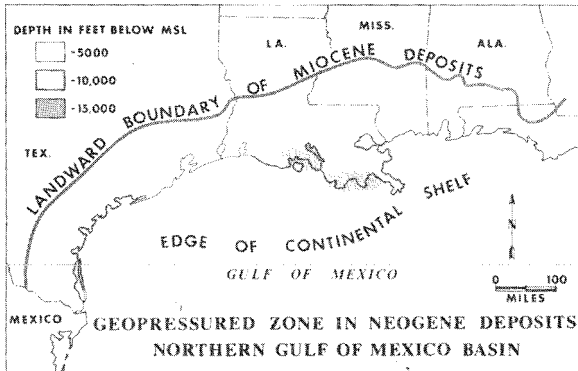 DEPTH IN FEET BELOW MSL
-5000
-10,000
-15,000
LA.
MISS.
ALA.
TEX.
LANDWARD BOUNDARY OF MIOCENE DEPOSITS
EDGE OF CONTINENTAL SHELF
GULF OF MEXICO
N
0 100
MILES
MEXICO
GEOPRESSURED ZONE IN NEOGENE DEPOSITS
NORTHERN GULF OF MEXICO BASIN